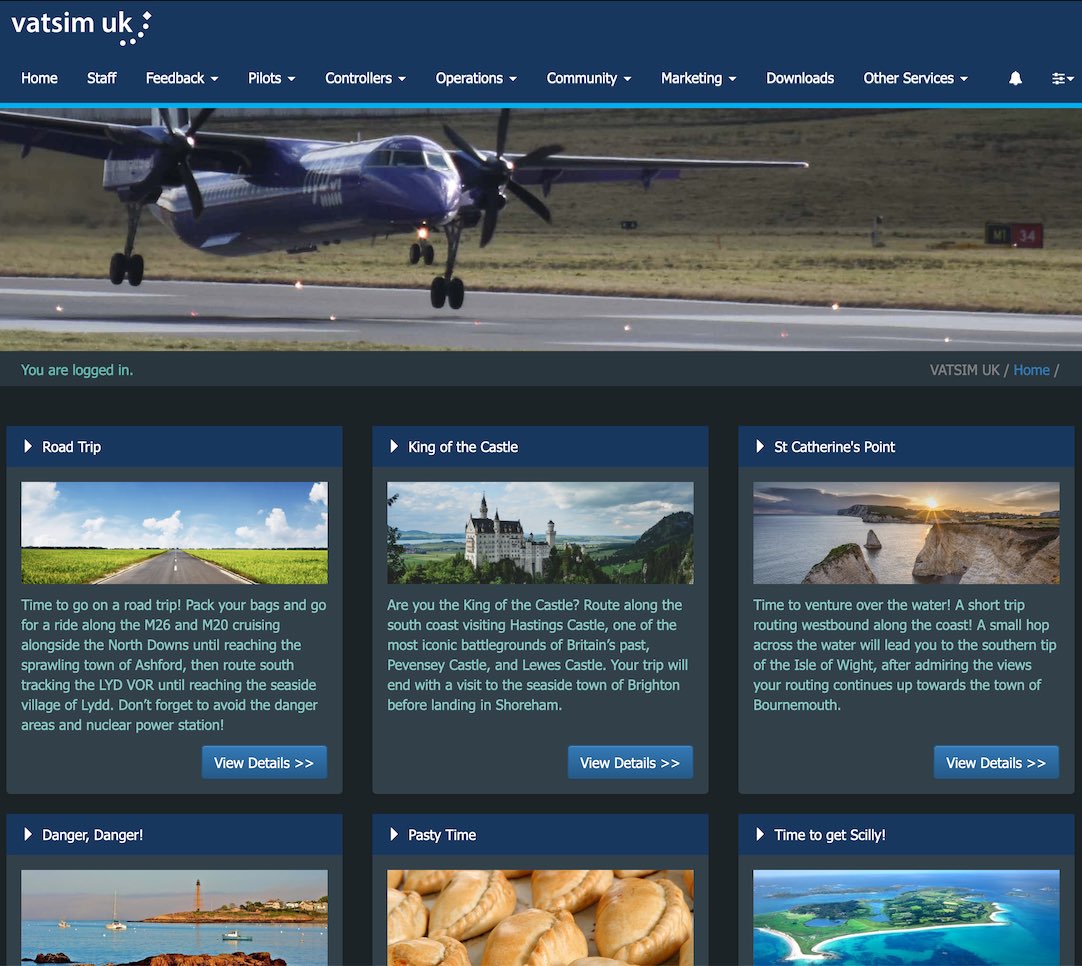 vatsim uk
Home Staff Feedback Pilots Controllers Operations Community Marketing Downloads Other Services
M1 34
You are logged in.
VATSIM UK / Home /
Road Trip
Time to go on a road trip! Pack your bags and go
for a ride along the M26 and M20 cruising
alongside the North Downs until reaching the
sprawling town of Ashford, then route south
tracking the LYD VOR until reaching the seaside
village of Lydd. Don’t forget to avoid the danger
areas and nuclear power station!
View Details >>
King of the Castle
Are you the King of the Castle? Route along the
south coast visiting Hastings Castle, one of the
most iconic battlegrounds of Britain’s past,
Pevensey Castle, and Lewes Castle. Your trip will
end with a visit to the seaside town of Brighton
before landing in Shoreham.
View Details >>
St Catherine's Point
Time to venture over the water! A short trip
routing westbound along the coast! A small hop
across the water will lead you to the southern tip
of the Isle of Wight, after admiring the views
your routing continues up towards the town of
Bournemouth.
View Details >>
Danger, Danger!
Pasty Time
Time to get Scilly!